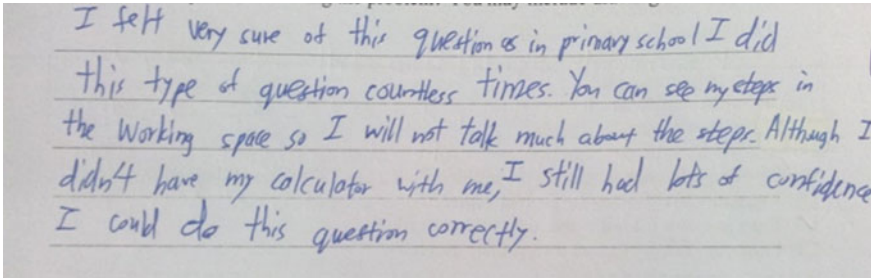 I felt very sure of this question as in primary school I did
this type of question countless times. You can see my steps in
the working space so I will not talk much about the steps. Although I
didn't have my calculator with me, I still had lots of confidence
I could do this question correctly.